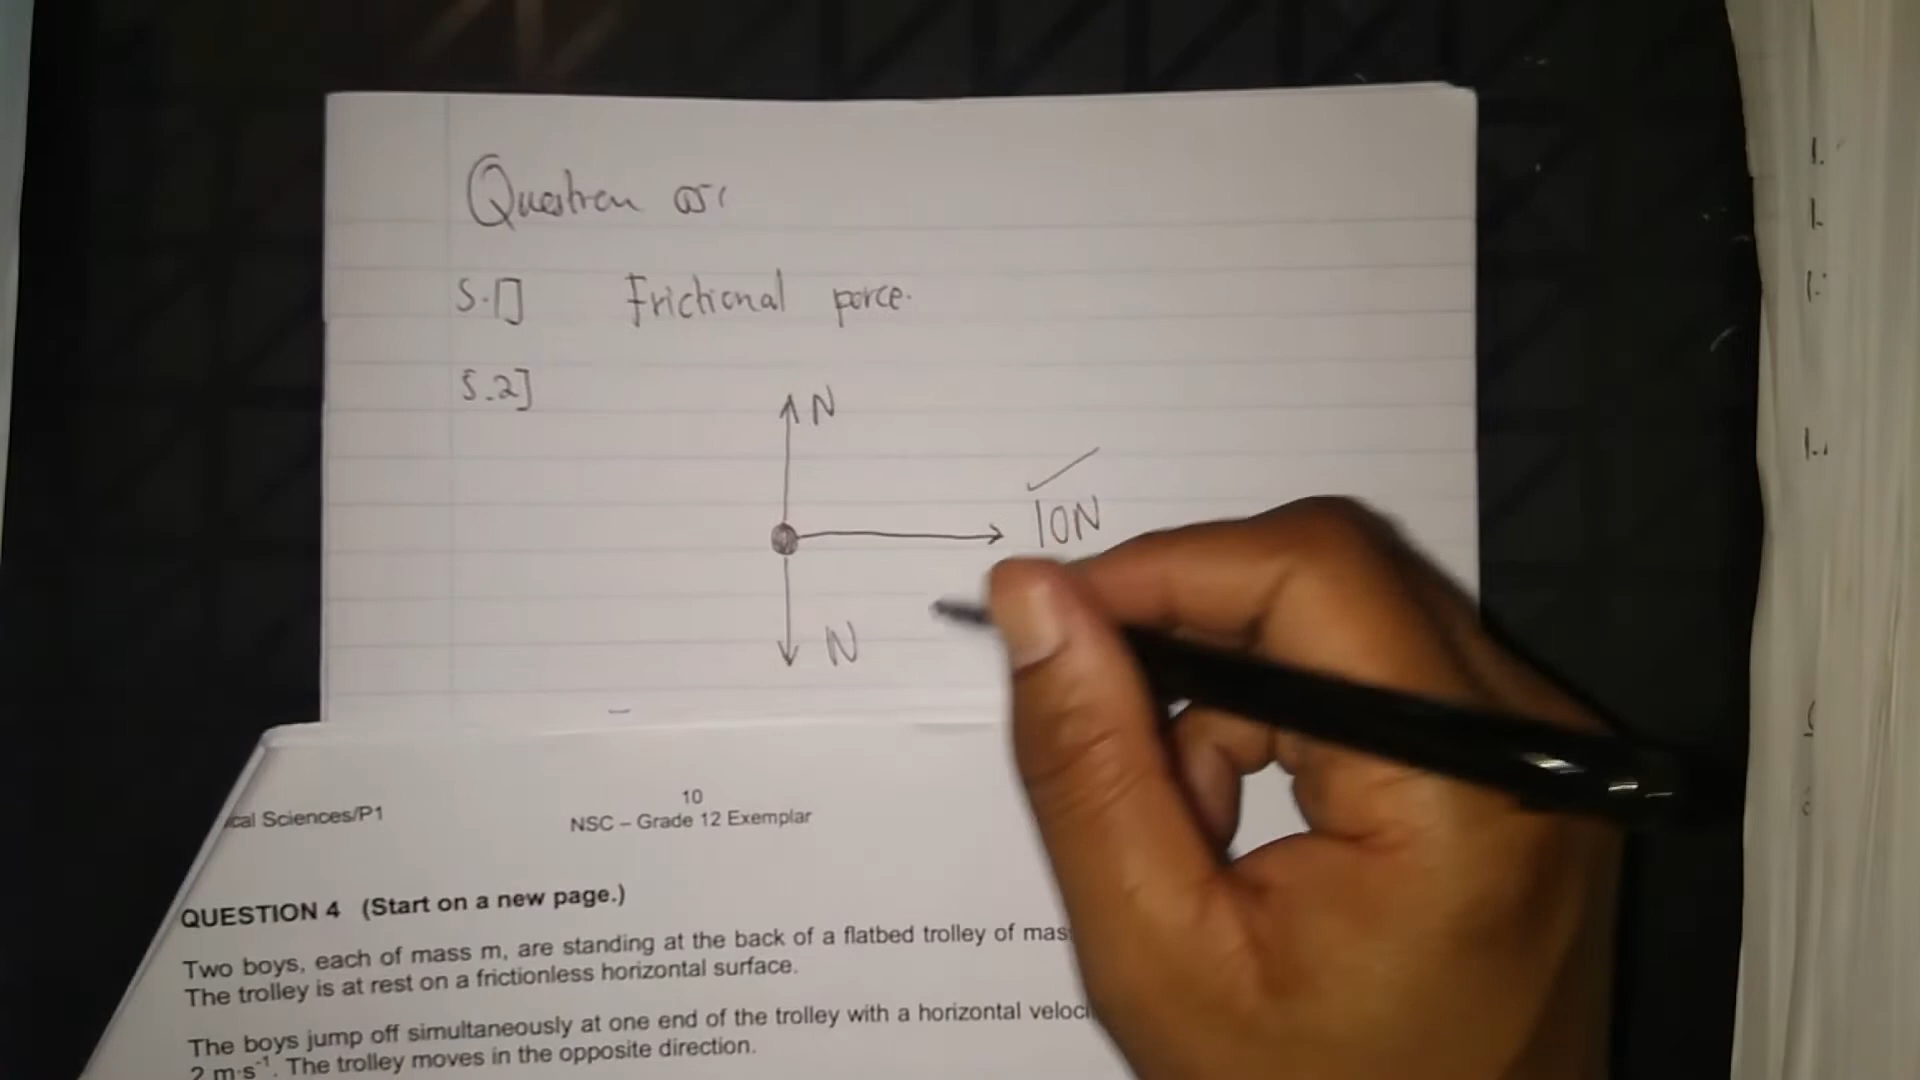 Question 05
5.1] Frictional force.
5.2]
N
10N
N
10
ical Sciences/P1
NSC – Grade 12 Exemplar
QUESTION 4 (Start on a new page.)
Two boys, each of mass m, are standing at the back of a flatbed trolley of mas
The trolley is at rest on a frictionless horizontal surface.
The boys jump off simultaneously at one end of the trolley with a horizontal veloci
2 m·s⁻¹. The trolley moves in the opposite direction.